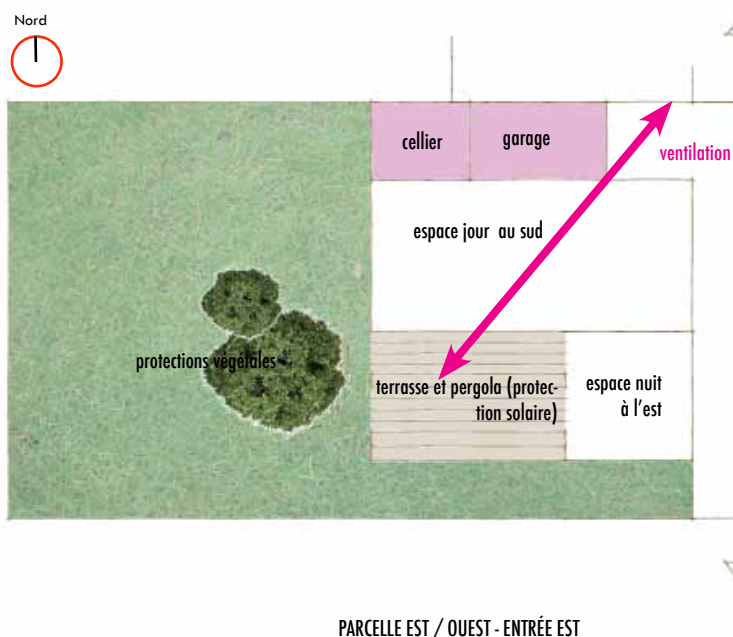 Nord
cellier
garage
ventilation
espace jour au sud
protections végétales
terrasse et pergola (protec-
tion solaire)
espace nuit
à l'est
PARCELLE EST / OUEST - ENTRÉE EST